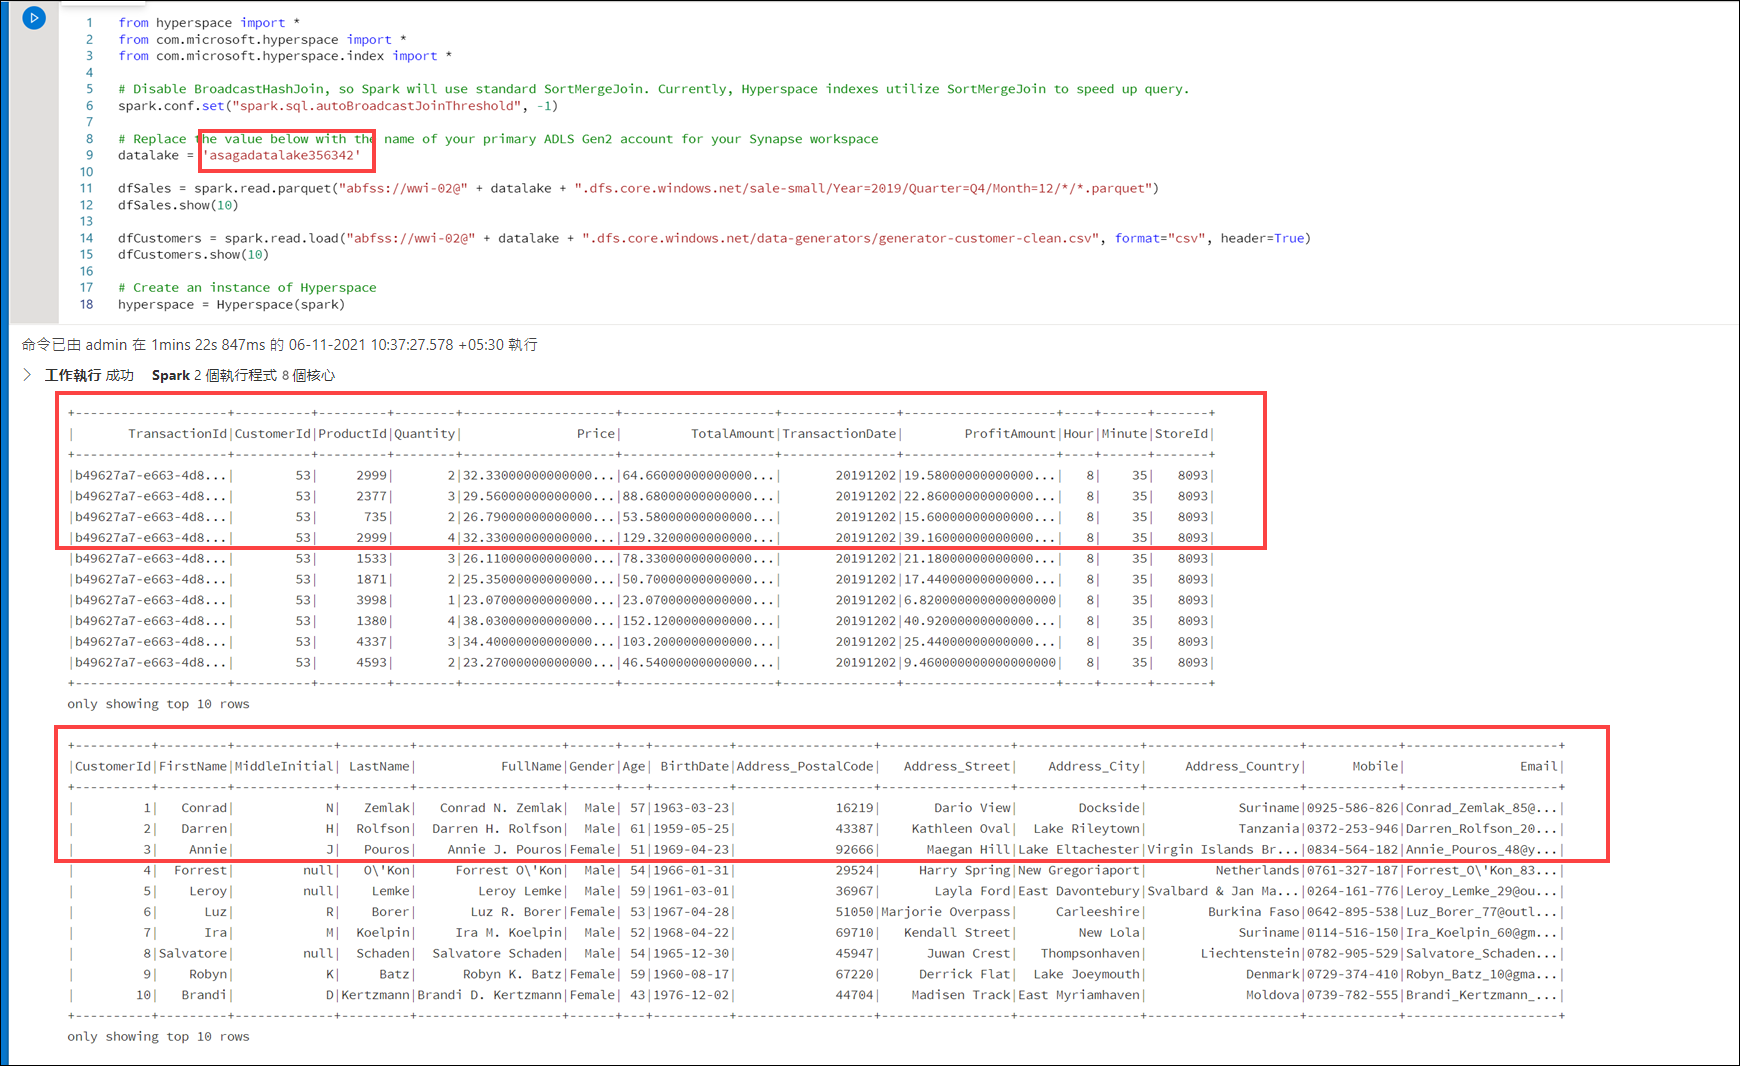 1 from hyperspace import *
2 from com.microsoft.hyperspace import *
3 from com.microsoft.hyperspace.index import *
4
5 # Disable BroadcastHashJoin, so Spark will use standard SortMergeJoin. Currently, Hyperspace indexes utilize SortMergeJoin to speed up query.
6 spark.conf.set("spark.sql.autoBroadcastJoinThreshold", -1)
7
8 # Replace the value below with the name of your primary ADLS Gen2 account for your Synapse workspace
9 datalake = 'asagadatalake356342'
10
11 dfSales = spark.read.parquet("abfss://wwi-02@" + datalake + ".dfs.core.windows.net/sale-small/Year=2019/Quarter=Q4/Month=12/*/*.parquet")
12 dfSales.show(10)
13
14 dfCustomers = spark.read.load("abfss://wwi-02@" + datalake + ".dfs.core.windows.net/data-generators/generator-customer-clean.csv", format="csv", header=True)
15 dfCustomers.show(10)
16
17 # Create an instance of Hyperspace
18 hyperspace = Hyperspace(spark)
命令已由 admin 在 1mins 22s 847ms 的 06-11-2021 10:37:27.578 +05:30 執行
工作執行 成功 Spark 2 個執行程式 8 個核心
+--------------------+----------+---------+--------+--------------------+--------------------+---------------+--------------------+----+------+-------+
| TransactionId|CustomerId|ProductId|Quantity| Price| TotalAmount|TransactionDate| ProfitAmount|Hour|Minute|StoreId|
+--------------------+----------+---------+--------+--------------------+--------------------+---------------+--------------------+----+------+-------+
|b49627a7-e663-4d8...| 53| 2999| 2|32.33000000000000...|64.66000000000000...| 20191202|19.58000000000000...| 8| 35| 8093|
|b49627a7-e663-4d8...| 53| 2377| 3|29.56000000000000...|88.68000000000000...| 20191202|22.86000000000000...| 8| 35| 8093|
|b49627a7-e663-4d8...| 53| 735| 2|26.79000000000000...|53.58000000000000...| 20191202|15.60000000000000...| 8| 35| 8093|
|b49627a7-e663-4d8...| 53| 2999| 4|32.33000000000000...|129.3200000000000...| 20191202|39.16000000000000...| 8| 35| 8093|
|b49627a7-e663-4d8...| 53| 1533| 3|26.11000000000000...|78.33000000000000...| 20191202|21.18000000000000...| 8| 35| 8093|
|b49627a7-e663-4d8...| 53| 1871| 2|25.35000000000000...|50.70000000000000...| 20191202|17.44000000000000...| 8| 35| 8093|
|b49627a7-e663-4d8...| 53| 3998| 1|23.07000000000000...|23.07000000000000...| 20191202|6.820000000000000000| 8| 35| 8093|
|b49627a7-e663-4d8...| 53| 1380| 4|38.03000000000000...|152.1200000000000...| 20191202|40.92000000000000...| 8| 35| 8093|
|b49627a7-e663-4d8...| 53| 4337| 3|34.40000000000000...|103.2000000000000...| 20191202|25.44000000000000...| 8| 35| 8093|
|b49627a7-e663-4d8...| 53| 4593| 2|23.27000000000000...|46.54000000000000...| 20191202|9.460000000000000000| 8| 35| 8093|
+--------------------+----------+---------+--------+--------------------+--------------------+---------------+--------------------+----+------+-------+
only showing top 10 rows
+----------+---------+-------------+---------+-------------------+------+---+----------+------------------+-----------------+----------------+--------------------+------------+--------------------+
|CustomerId|FirstName|MiddleInitial| LastName| FullName|Gender|Age| BirthDate|Address_PostalCode| Address_Street| Address_City| Address_Country| Mobile| Email|
+----------+---------+-------------+---------+-------------------+------+---+----------+------------------+-----------------+----------------+--------------------+------------+--------------------+
| 1| Conrad| N| Zemlak| Conrad N. Zemlak| Male| 57|1963-03-23| 16219| Dario View| Dockside| Suriname|0925-586-826|Conrad_Zemlak_85@...|
| 2| Darren| H| Rolfson| Darren H. Rolfson| Male| 61|1959-05-25| 43387| Kathleen Oval| Lake Rileytown| Tanzania|0372-253-946|Darren_Rolfson_20...|
| 3| Annie| J| Pouros| Annie J. Pouros|Female| 51|1969-04-23| 92666| Maegan Hill|Lake Eltachester|Virgin Islands Br...|0834-564-182|Annie_Pouros_48@y...|
| 4| Forrest| null| O\'Kon| Forrest O\'Kon| Male| 54|1966-01-31| 29524| Harry Spring|New Gregoriaport| Netherlands|0761-327-187|Forrest_O\'Kon_83...|
| 5| Leroy| null| Lemke| Leroy Lemke| Male| 59|1961-03-01| 36967| Layla Ford|East Davontebury|Svalbard & Jan Ma...|0264-161-776|Leroy_Lemke_29@ou...|
| 6| Luz| R| Borer| Luz R. Borer|Female| 53|1967-04-28| 51050|Marjorie Overpass| Carleeshire| Burkina Faso|0642-895-538|Luz_Borer_77@outl...|
| 7| Ira| M| Koelpin| Ira M. Koelpin| Male| 52|1968-04-22| 69710| Kendall Street| New Lola| Suriname|0114-516-150|Ira_Koelpin_60@gm...|
| 8|Salvatore| null| Schaden| Salvatore Schaden| Male| 54|1965-12-30| 45947| Juwan Crest| Thompsonhaven| Liechtenstein|0782-905-529|Salvatore_Schaden...|
| 9| Robyn| K| Batz| Robyn K. Batz|Female| 59|1960-08-17| 67220| Derrick Flat| Lake Joeymouth| Denmark|0729-374-410|Robyn_Batz_10@gma...|
| 10| Brandi| D|Kertzmann|Brandi D. Kertzmann|Female| 43|1976-12-02| 44704| Madisen Track|East Myriamhaven| Moldova|0739-782-555|Brandi_Kertzmann_...|
+----------+---------+-------------+---------+-------------------+------+---+----------+------------------+-----------------+----------------+--------------------+------------+--------------------+
only showing top 10 rows